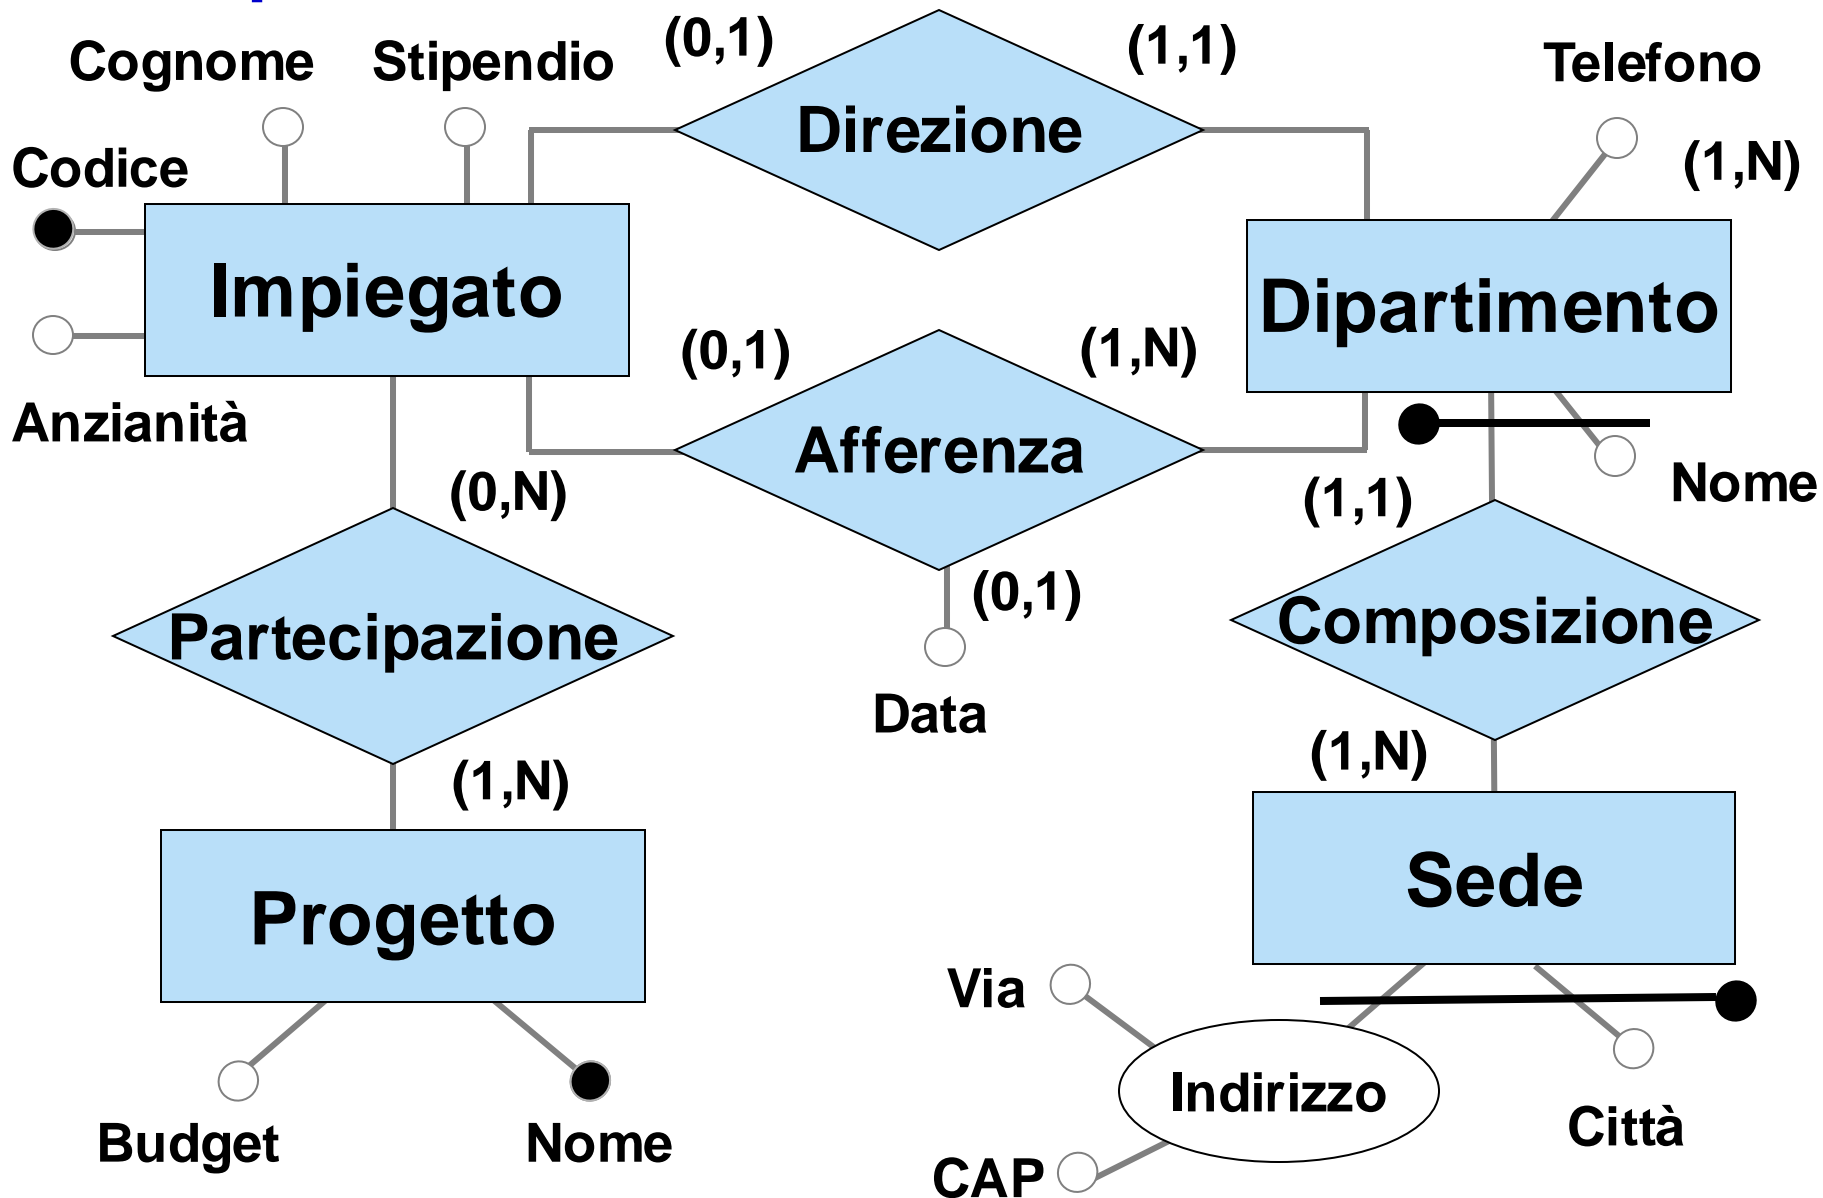 Cognome
Stipendio
(0,1)
(1,1)
Telefono
Direzione
Codice
(1,N)
Impiegato
Dipartimento
(0,1)
(1,N)
Anzianità
Afferenza
(0,N)
(1,1)
Nome
(0,1)
Partecipazione
Composizione
Data
(1,N)
(1,N)
Progetto
Sede
Via
Indirizzo
Città
Budget
Nome
CAP